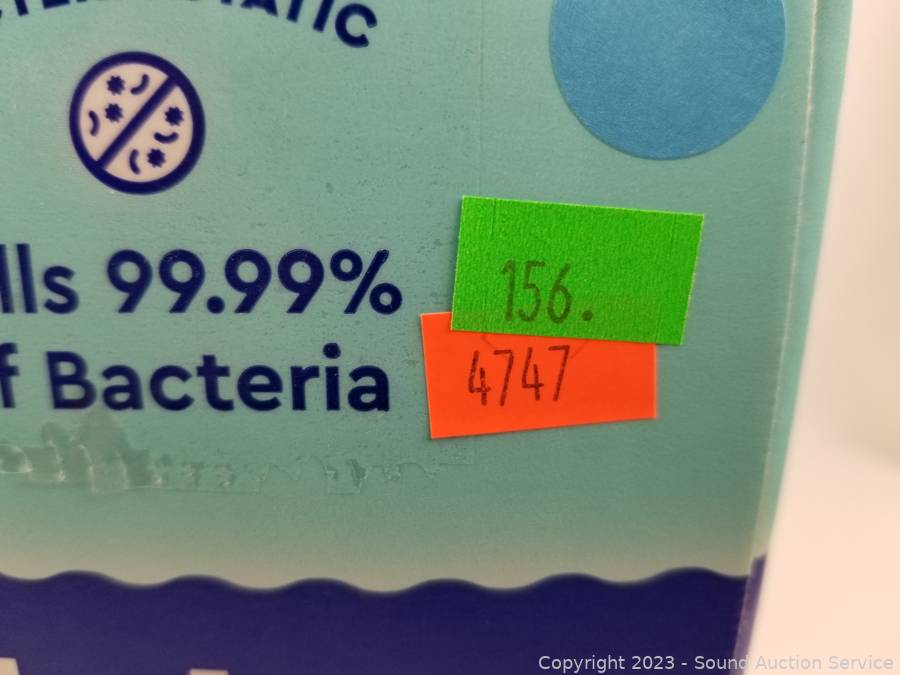 lls 99.99%
f Bacteria
156.
4747
Copyright 2023 - Sound Auction Service